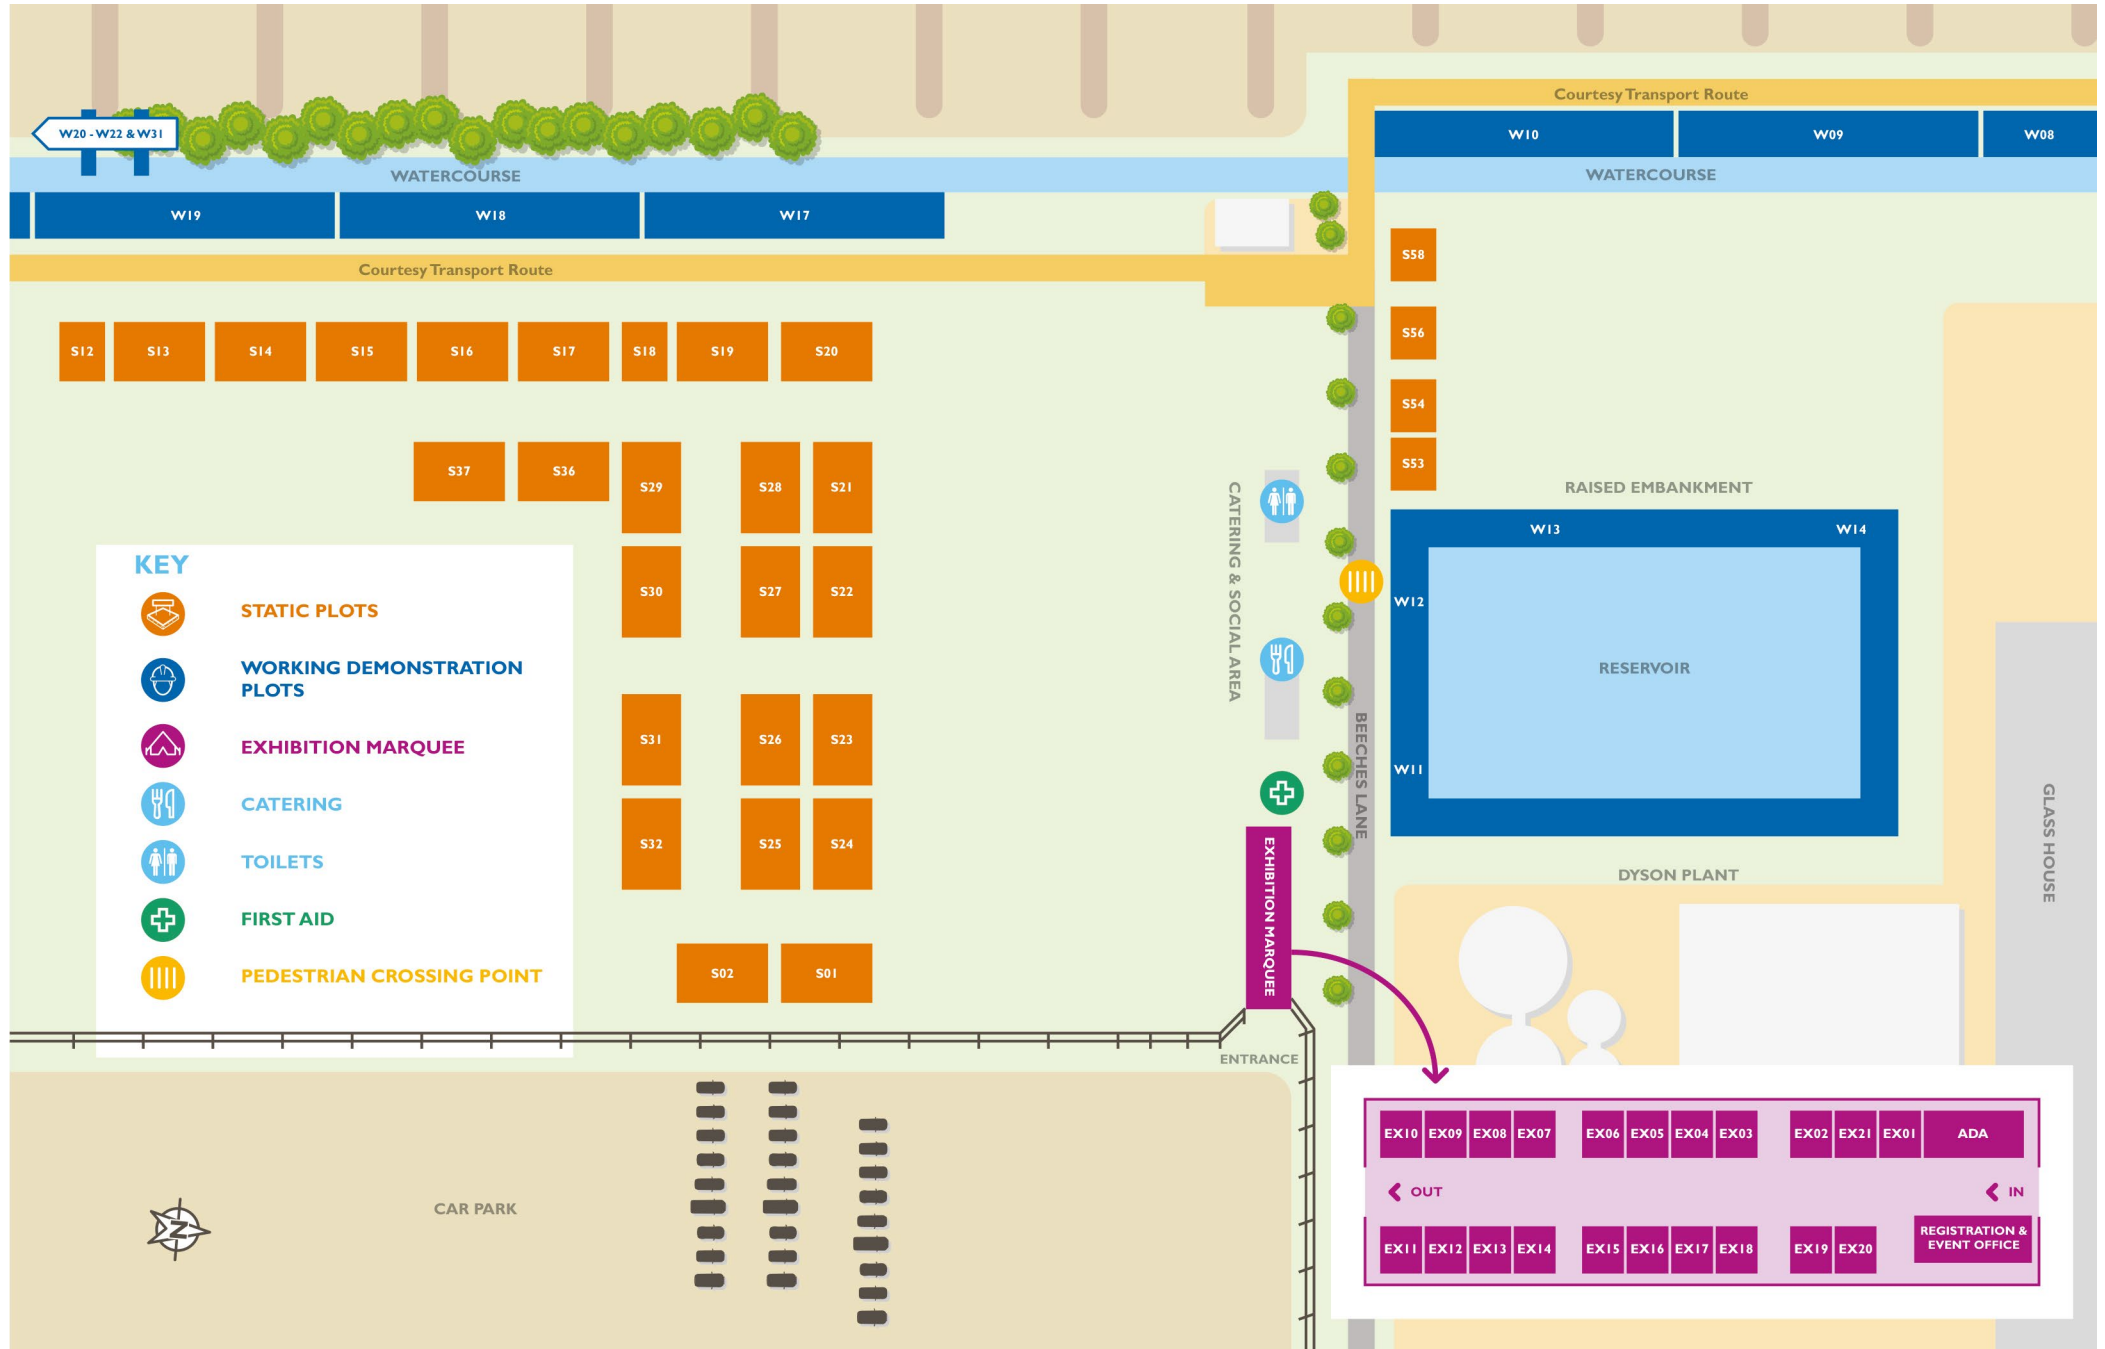 Courtesy Transport Route
W20 - W22 & W31
W10
W09
W08
WATERCOURSE
WATERCOURSE
W19
W18
W17
Courtesy Transport Route
S58
S56
S54
S53
S12
S13
S14
S15
S16
S17
S18
S19
S20
S37
S36
S29
S28
S21
S30
S27
S22
S31
S26
S23
S32
S25
S24
S02
S01
CATERING & SOCIAL AREA
BEECHES LANE
EXHIBITION MARQUEE
ENTRANCE
RAISED EMBANKMENT
W13
W14
W12
W11
RESERVOIR
DYSON PLANT
GLASS HOUSE
KEY
STATIC PLOTS
WORKING DEMONSTRATION
PLOTS
EXHIBITION MARQUEE
CATERING
TOILETS
FIRST AID
PEDESTRIAN CROSSING POINT
CAR PARK
N
EX10
EX09
EX08
EX07
EX06
EX05
EX04
EX03
EX02
EX21
EX01
ADA
OUT
IN
EX11
EX12
EX13
EX14
EX15
EX16
EX17
EX18
EX19
EX20
REGISTRATION &
EVENT OFFICE